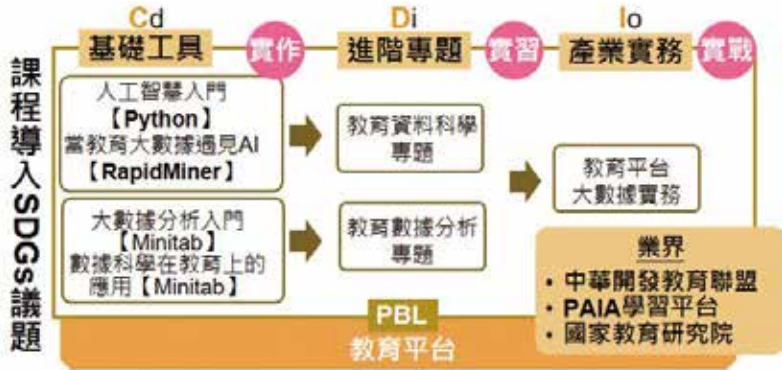 課程導入SDGs議題
Cd
基礎工具
實作
Di
進階專題
實習
Io
產業實務
實戰
人工智慧入門
【Python】
當教育大數據遇見AI
【RapidMiner】
教育資料科學
專題
大數據分析入門
【Minitab】
數據科學在教育上的
應用【Minitab】
教育數據分析
專題
教育平台
大數據實務
業界
• 中華開發教育聯盟
• PAIA學習平台
• 國家教育研究院
PBL
教育平台